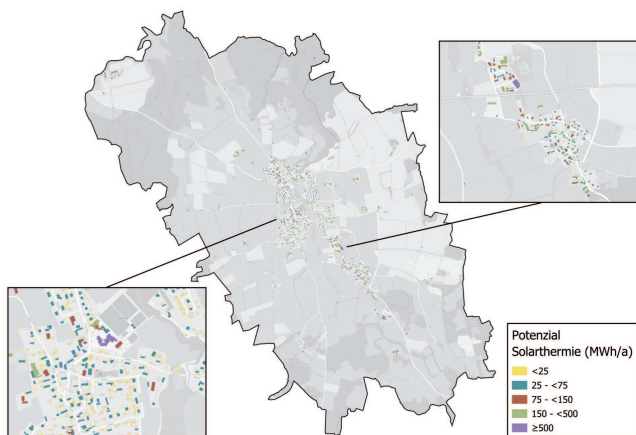 Potenzial
Solarthermie (MWh/a)
<25
25 - <75
75 - <150
150 - <500
≥500